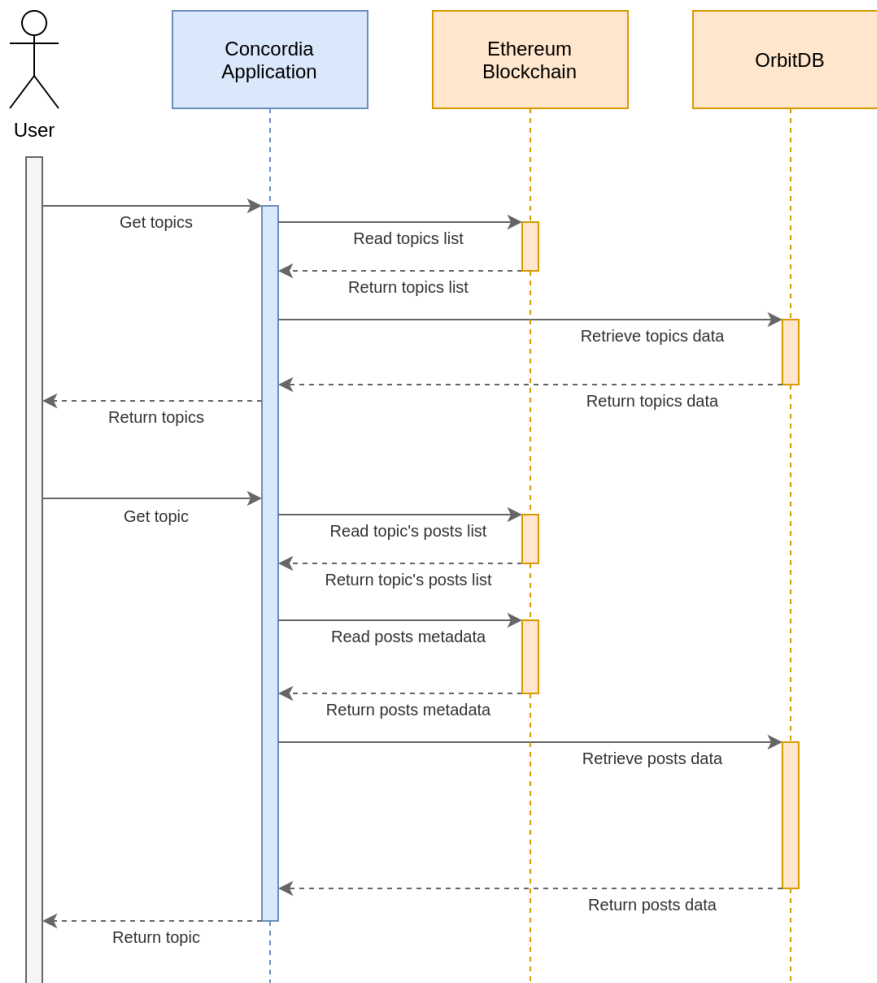 Concordia
Application
Ethereum
Blockchain
OrbitDB
User
Get topics
Read topics list
Return topics list
Retrieve topics data
Return topics data
Return topics
Get topic
Read topic's posts list
Return topic's posts list
Read posts metadata
Return posts metadata
Retrieve posts data
Return posts data
Return topic